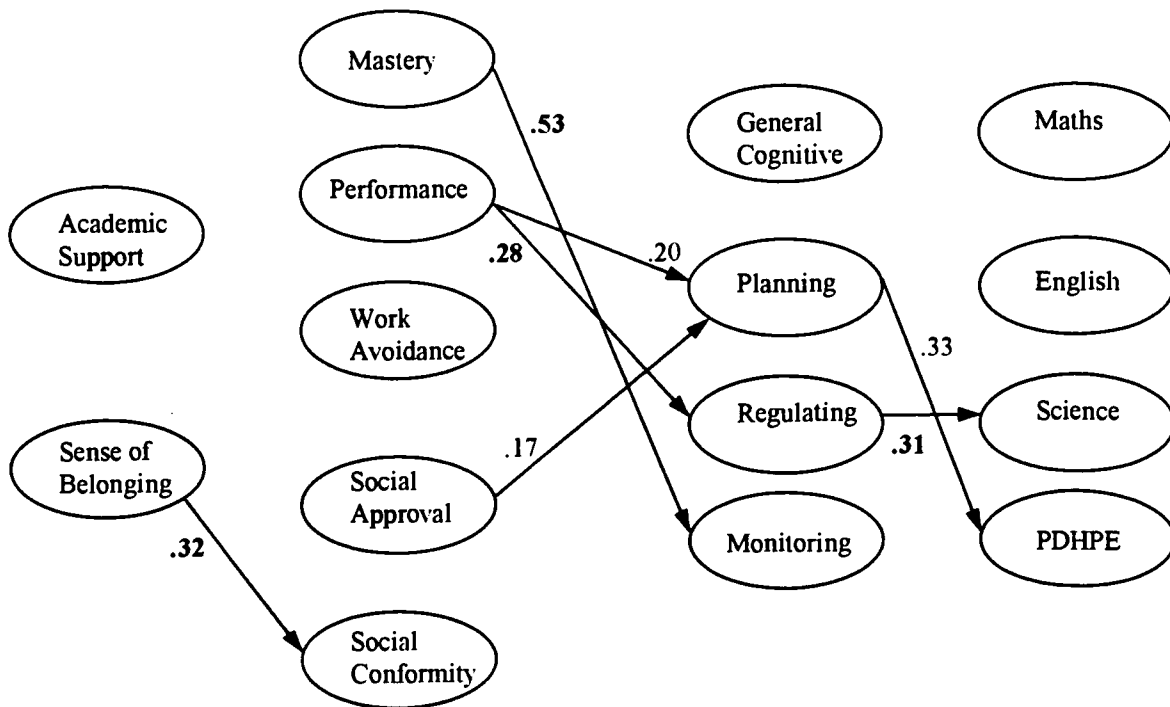 Mastery
.53
General
Cognitive
Maths
Performance
Academic
Support
.28
.20
Planning
English
Work
Avoidance
.33
Regulating
Science
.31
Sense of
Belonging
.17
Social
Approval
Monitoring
PDHPE
.32
Social
Conformity